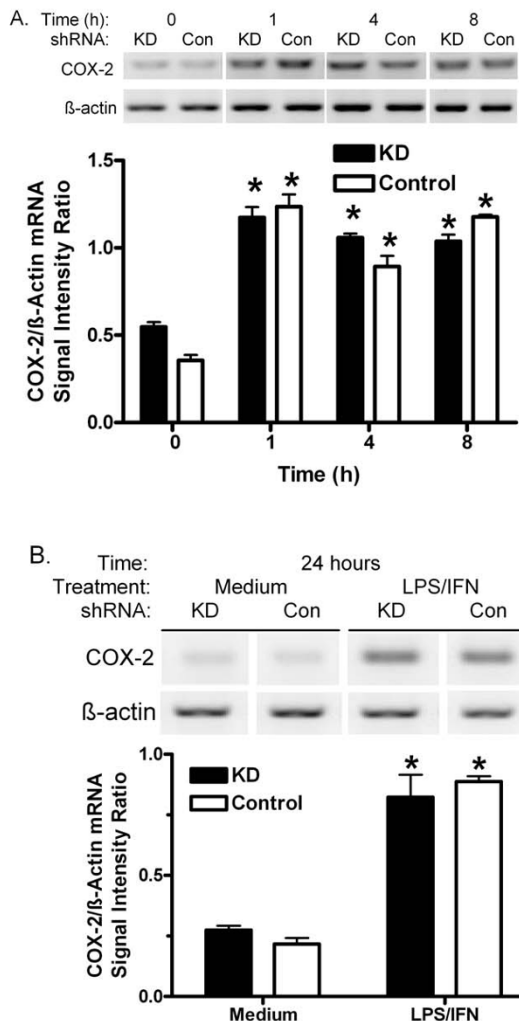 A. Time (h): 0 1 4 8
shRNA: KD Con KD Con KD Con KD Con
COX-2
ß-actin
COX-2/ß-Actin mRNA
Signal Intensity Ratio
1.5
1.0
0.5
0.0
KD
Control
* * * * * *
0 1 4 8
Time (h)
B. Time: 24 hours
Treatment: Medium LPS/IFN
shRNA: KD Con KD Con
COX-2
ß-actin
COX-2/ß-Actin mRNA
Signal Intensity Ratio
1.0
0.5
0.0
KD
Control
* *
Medium LPS/IFN